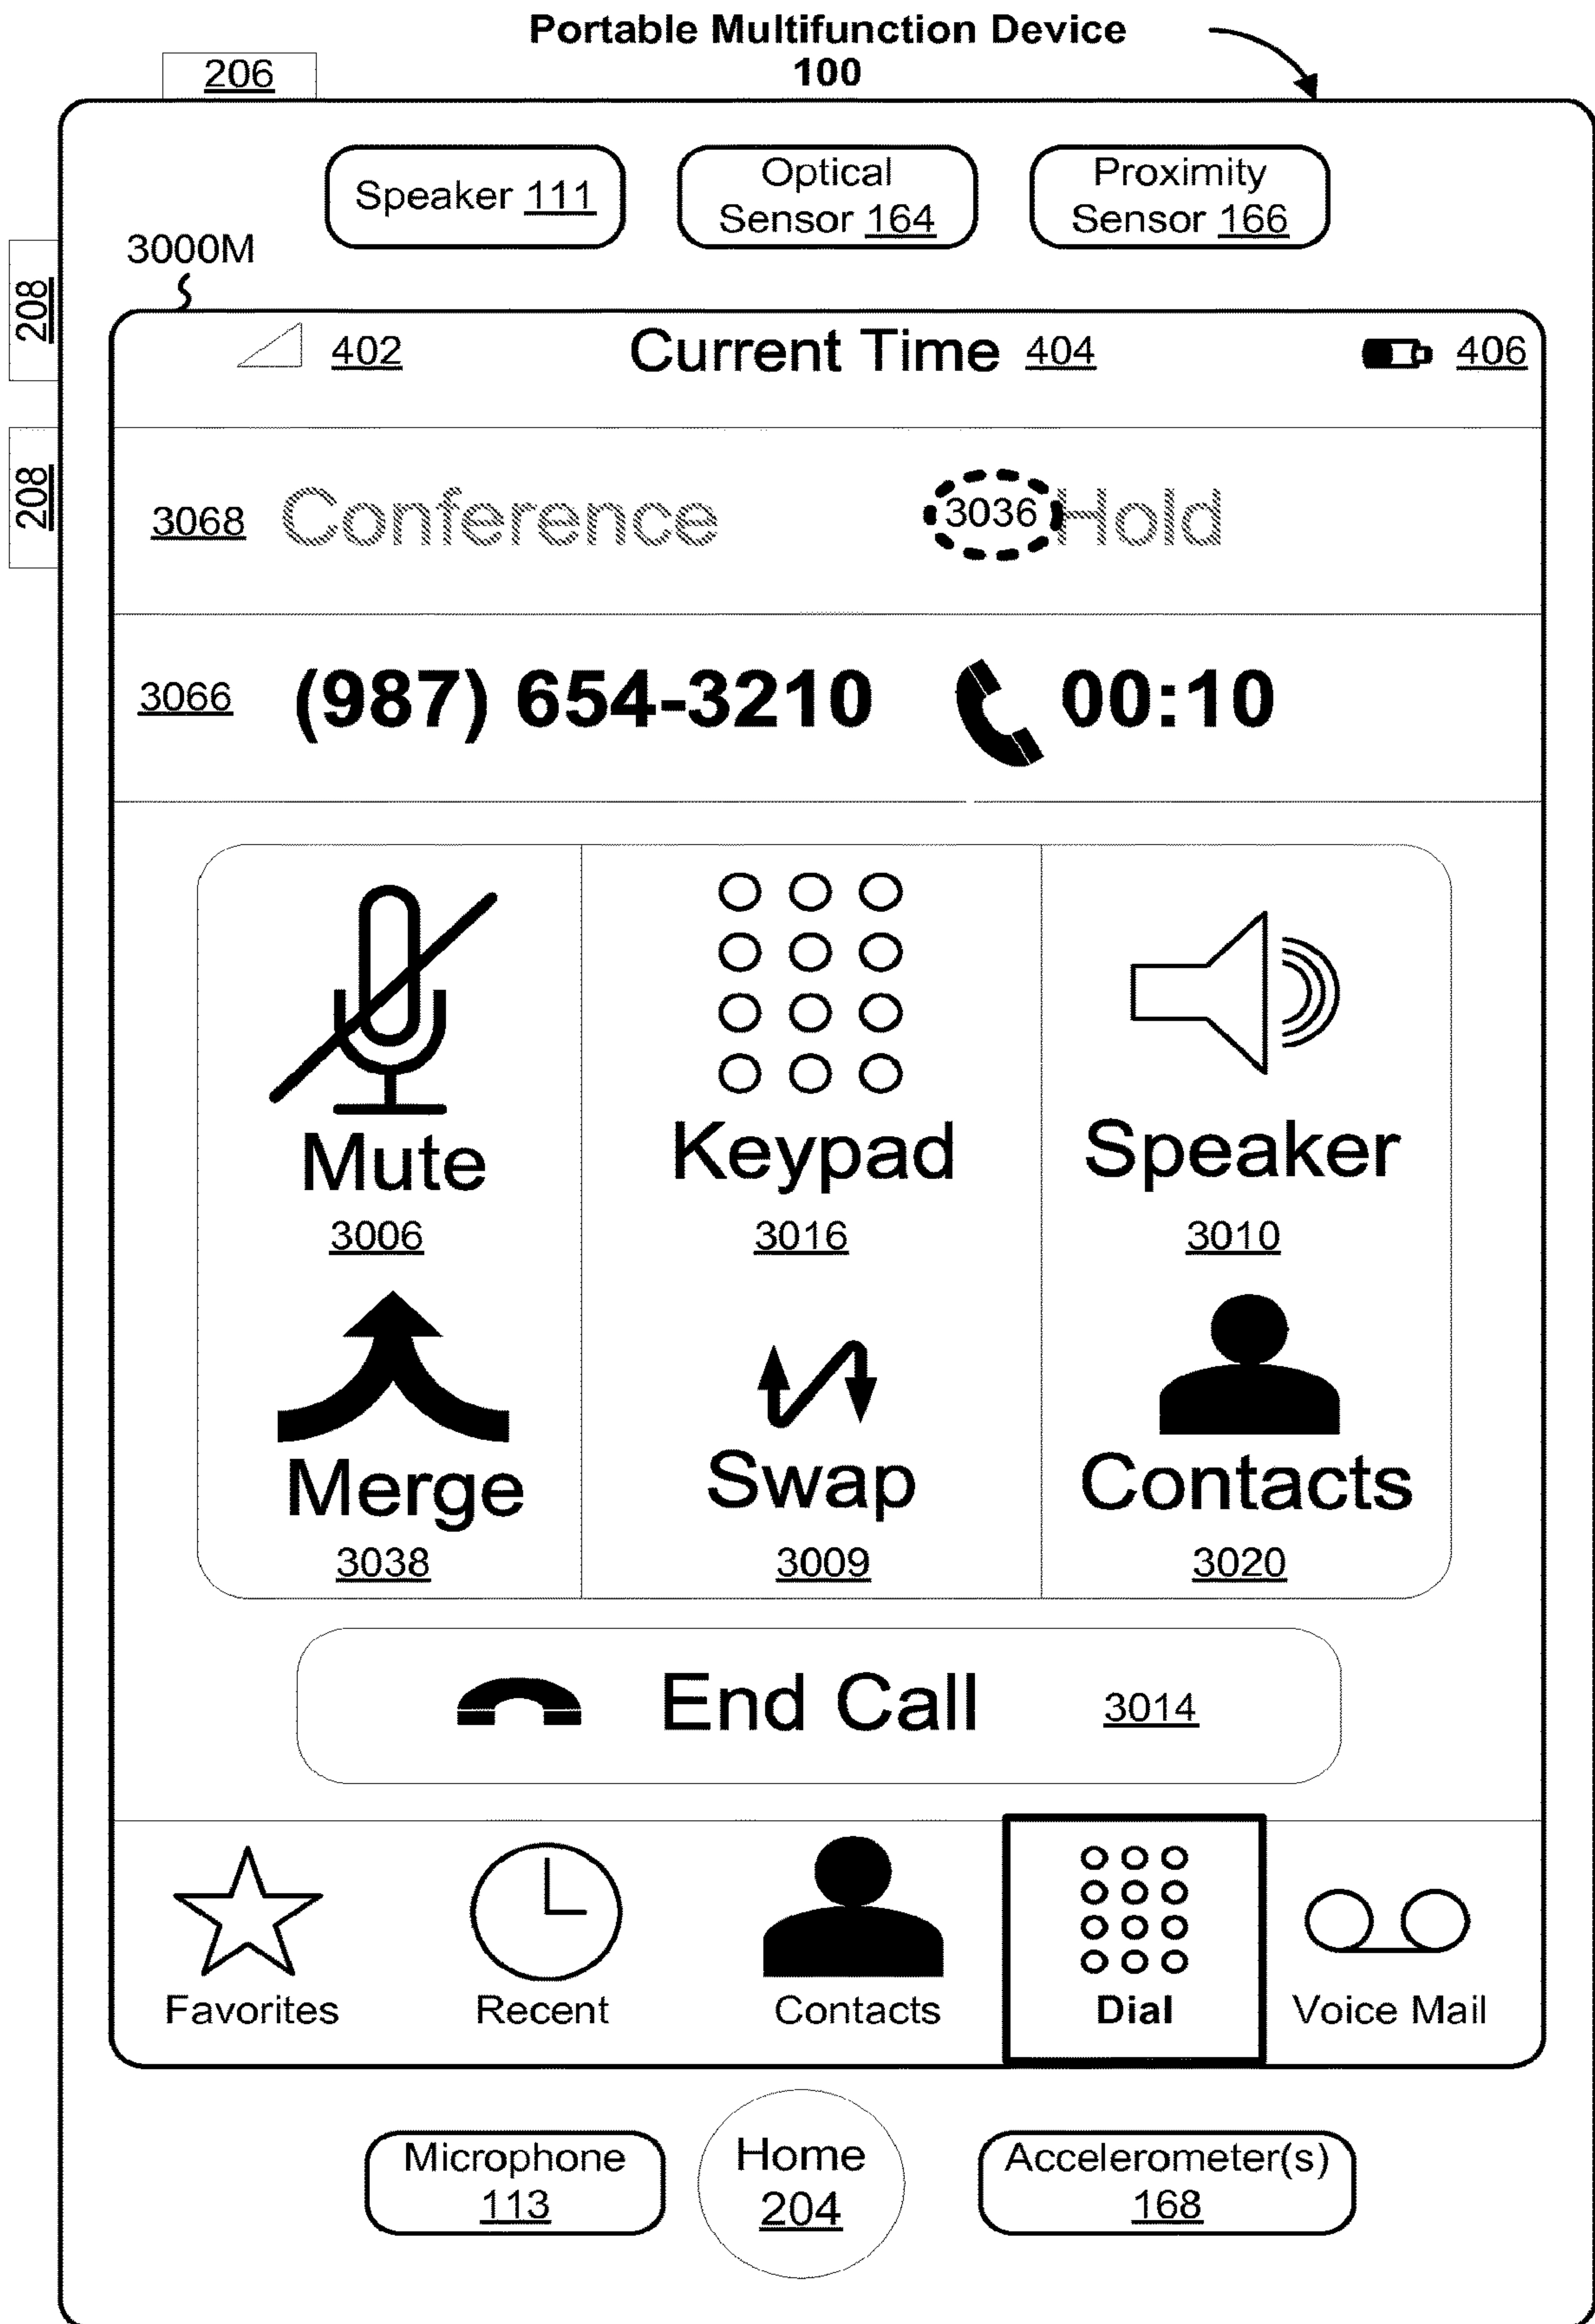 Portable Multifunction Device
100
206
Speaker 111
Optical
Sensor 164
Proximity
Sensor 166
3000M
208
402 Current Time 404 406
208
3068 Conference 3036 Hold
3066 (987) 654-3210 00:10
Mute
3006
Keypad
3016
Speaker
3010
Merge
3038
Swap
3009
Contacts
3020
End Call 3014
Favorites
Recent
Contacts
Dial
Voice Mail
Microphone
113
Home
204
Accelerometer(s)
168